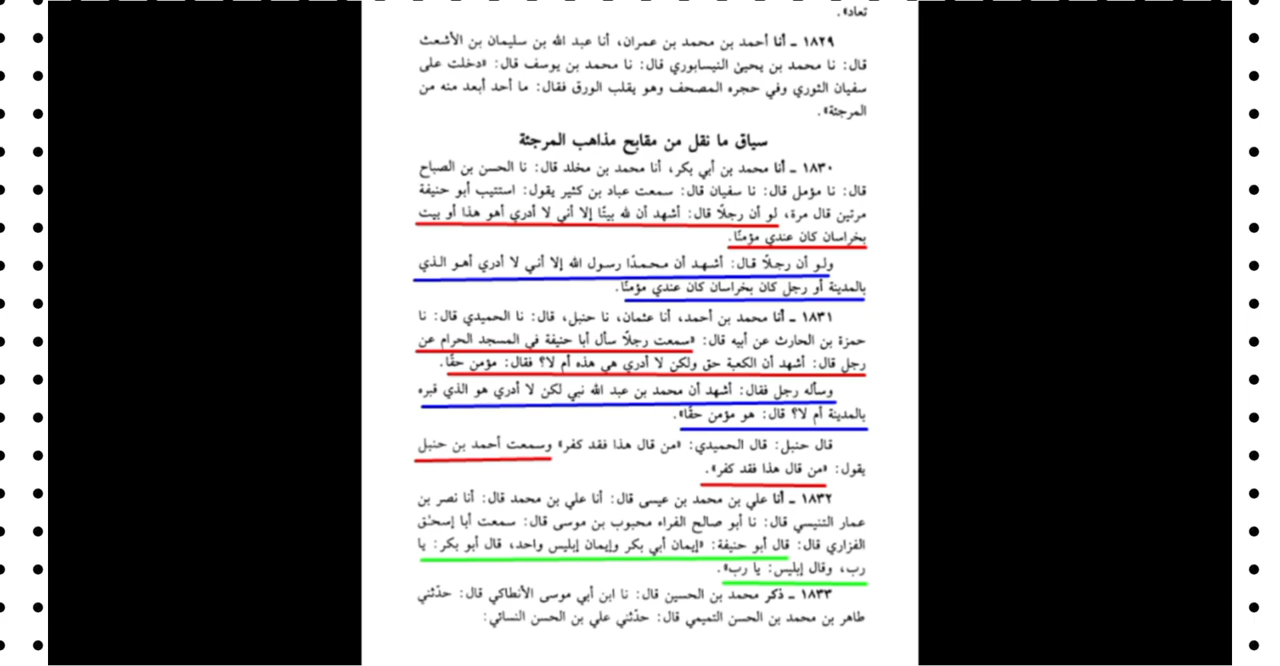 تعاد».
١٨٢٩ ـ أنا أحمد بن محمد بن عمران، أنا عبد الله بن سليمان بن الأشعث
قال: نا محمد بن يحيىٰ النيسابوري قال: نا محمد بن يوسف قال: «دخلت على
سفيان الثوري وفي حجره المصحف وهو يقلب الورق فقال: ما أحد أبعد منه من
المرجئة».
سياق ما نقل من مقابح مذاهب المرجئة
١٨٣٠ ـ أنا محمد بن أبي بكر، أنا محمد بن مخلد قال: نا الحسن بن الصباح
قال: نا مؤمل قال: نا سفيان قال: سمعت عباد بن كثير يقول: استتيب أبو حنيفة
مرتين قال مرة، لو أن رجلًا قال: أشهد أن لله بيتًا إلا أني لا أدري أهو هذا أو بيت
بخراسان كان عندي مؤمنًا.
ولو أن رجلًا قال: أشهد أن محمدًا رسول الله إلا أني لا أدري أهو الذي
بالمدينة أو رجل كان بخراسان كان عندي مؤمنًا.
١٨٣١ ـ أنا محمد بن أحمد، أنا عثمان، نا حنبل، قال: نا الحميدي قال: نا
حمزة بن الحارث عن أبيه قال: «سمعت رجلًا سأل أبا حنيفة في المسجد الحرام عن
رجل قال: أشهد أن الكعبة حق ولكن لا أدري هي هذه أم لا؟ فقال: مؤمن حقًا.
وسأله رجل فقال: أشهد أن محمد بن عبد الله نبي لكن لا أدري هو الذي قبره
بالمدينة أم لا؟ قال: هو مؤمن حقًا».
قال حنبل: قال الحميدي: «من قال هذا فقد كفر» وسمعت أحمد بن حنبل
يقول: «من قال هذا فقد كفر».
١٨٣٢ ـ أنا علي بن محمد بن عيسى قال: أنا علي بن محمد قال: أنا نصر بن
عمار التنيسي قال: نا أبو صالح الفراء محبوب بن موسى قال: سمعت أبا إسحٰق
الفزاري قال: قال أبو حنيفة: «إيمان أبي بكر وإيمان إبليس واحد، قال أبو بكر: يا
رب، وقال إبليس: يا رب».
١٨٣٣ ـ ذكر محمد بن الحسين قال: نا ابن أبي موسى الأنطاكي قال: حدّثني
طاهر بن محمد بن الحسن التميمي قال: حدّثني علي بن الحسن النسائي: